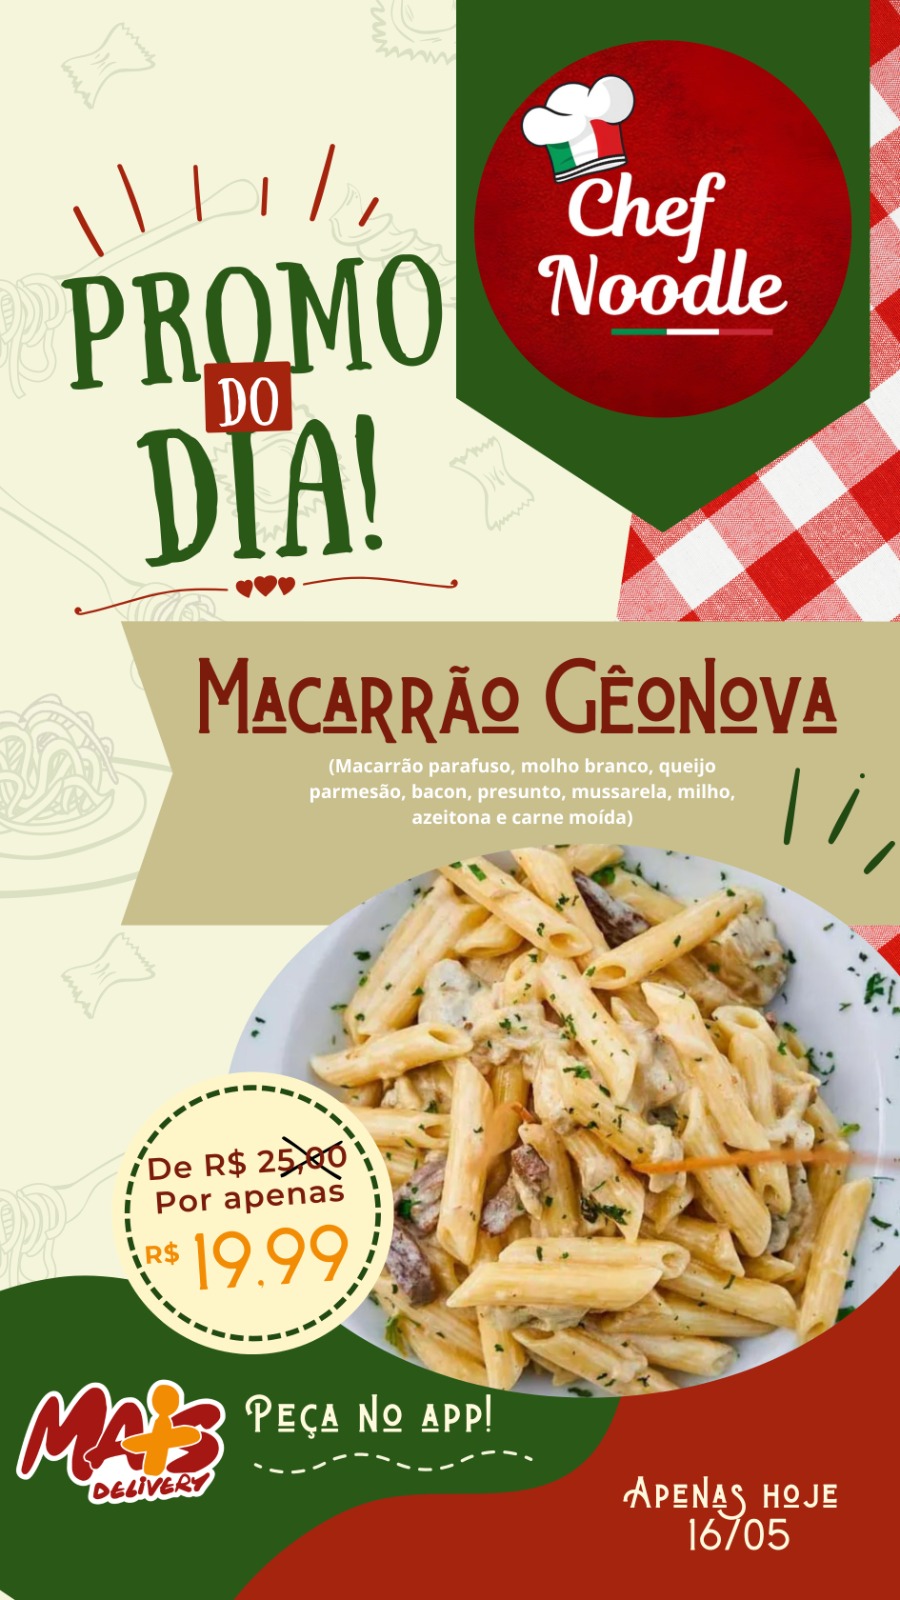 Chef
Noodle
PROMO
DO
DIA!
MACARRÃO GÊONOVA
(Macarrão parafuso, molho branco, queijo
parmesão, bacon, presunto, mussarela, milho,
azeitona e carne moída)
De R$ 25,00
Por apenas
R$ 19.99
MAIS
DELIVERY
PEÇA NO APP!
APENAS HOJE
16/05